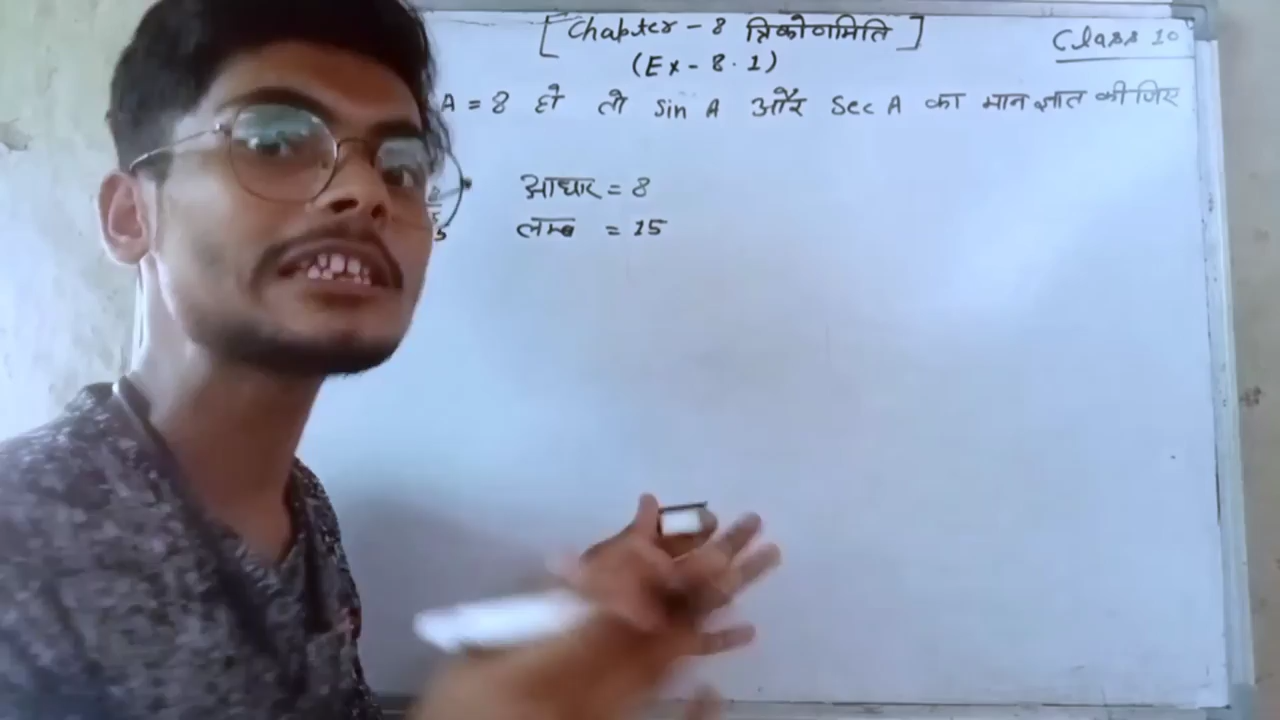 [Chapter-8 त्रिकोणमिति]
Class 10
(Ex-8.1)
A = 8 हो तो sin A और Sec A का मान ज्ञात कीजिए
आधार = 8
लम्ब = 15